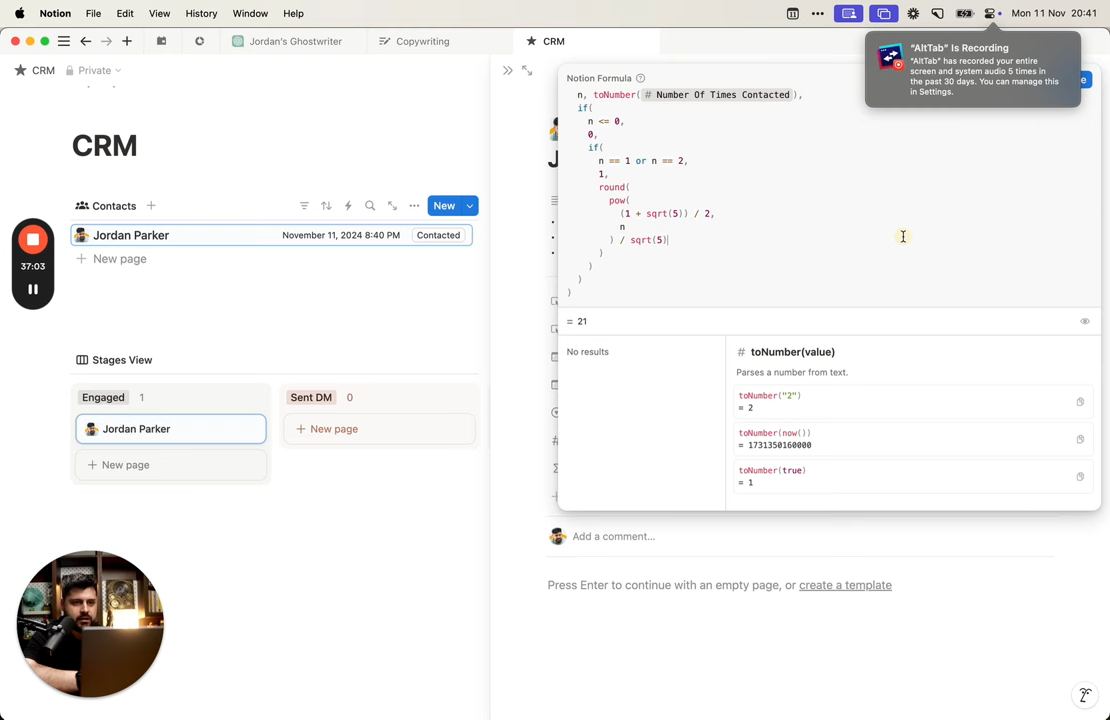 Notion File Edit View History Window Help
11
Mon 11 Nov 20:41
Jordan's Ghostwriter
Copywriting
CRM
CRM Private
"AltTab" Is Recording
"AltTab" has recorded your entire
screen and system audio 5 times in
the past 30 days. You can manage this
in Settings.
e
Notion Formula
n, toNumber( # Number Of Times Contacted ),
if(
n <= 0,
0,
if(
n == 1 or n == 2,
1,
round(
pow(
(1 + sqrt(5)) / 2,
n
) / sqrt(5)
)
)
)
)
= 21
No results
# toNumber(value)
Parses a number from text.
toNumber("2")
= 2
toNumber(now())
= 1731350160000
toNumber(true)
= 1
CRM
Contacts
New
Jordan Parker November 11, 2024 8:40 PM Contacted
New page
37:03
Stages View
Engaged 1
Sent DM 0
Jordan Parker
New page
New page
J
Add a comment...
Press Enter to continue with an empty page, or create a template